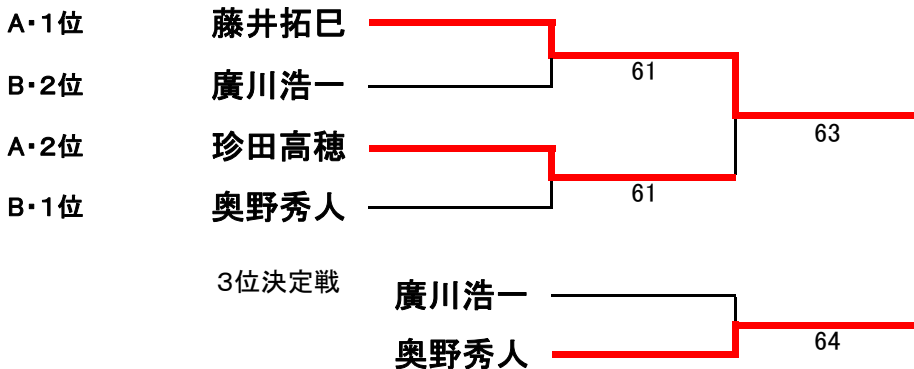 A・1位 藤井拓巳
B・2位 廣川浩一
61
A・2位 珍田高穂
63
B・1位 奥野秀人
61
3位決定戦
廣川浩一
奥野秀人
64